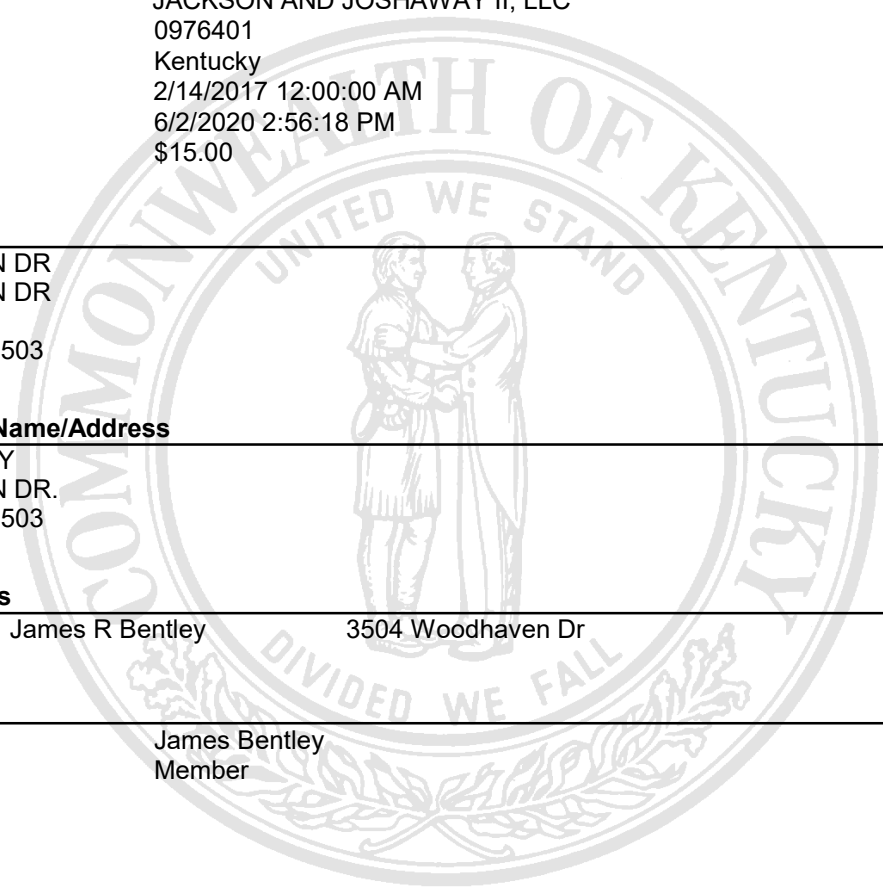 JACKSON AND JOSHAWAY II, LLC
0976401
Kentucky
2/14/2017 12:00:00 AM
6/2/2020 2:56:18 PM
$15.00
N DR
N DR
503
Name/Address
Y
N DR.
503
s
James R Bentley 3504 Woodhaven Dr
James Bentley
Member
COMMONWEALTH OF KENTUCKY
UNITED WE STAND
DIVIDED WE FALL